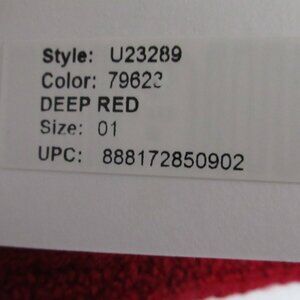 Style: U23289
Color: 79623
DEEP RED
Size: 01
UPC: 888172850902